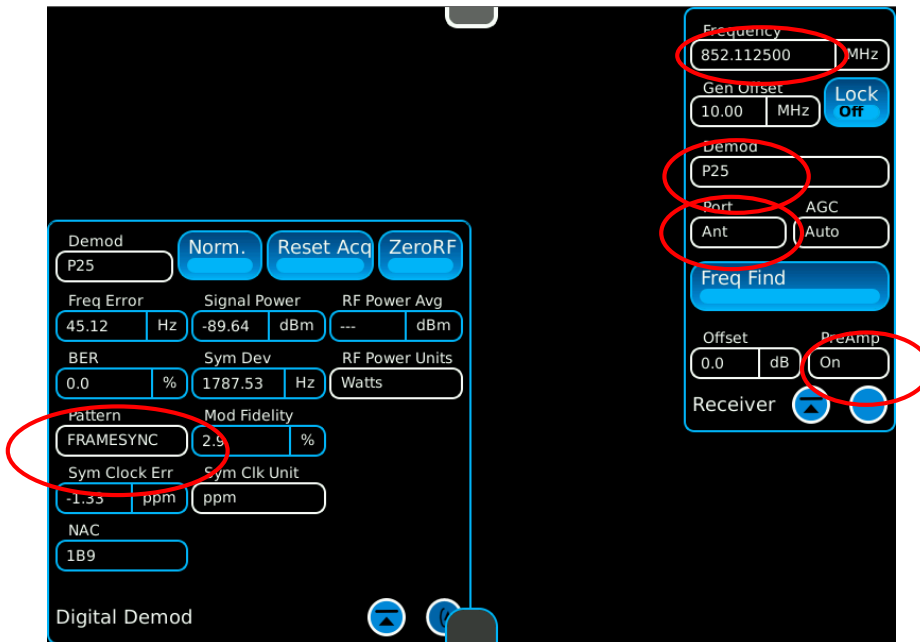 Frequency
852.112500 MHz
Gen Offset
10.00 MHz
Lock
Off
Demod
P25
Port AGC
Ant Auto
Freq Find
Offset PreAmp
0.0 dB On
Receiver
Demod
P25
Norm. Reset Acq ZeroRF
Freq Error Signal Power RF Power Avg
45.12 Hz -89.64 dBm --- dBm
BER Sym Dev RF Power Units
0.0 % 1787.53 Hz Watts
Pattern Mod Fidelity
FRAMESYNC 2.9 %
Sym Clock Err Sym Clk Unit
-1.33 ppm ppm
NAC
1B9
Digital Demod